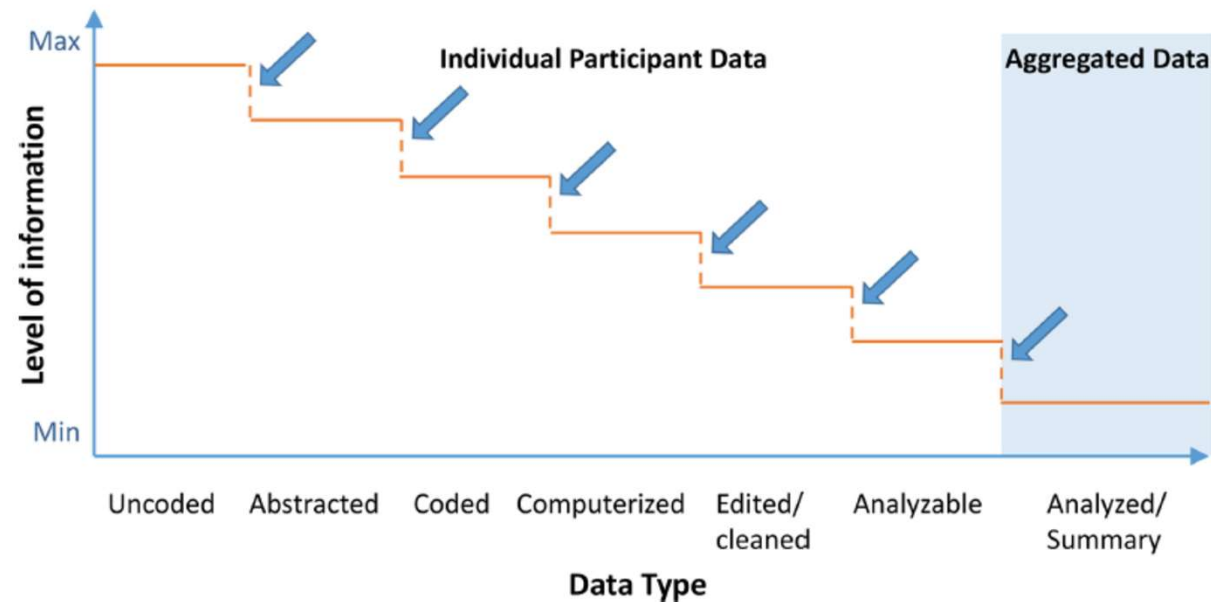 Max
Individual Participant Data
Aggregated Data
Level of information
Min
Uncoded
Abstracted
Coded
Computerized
Edited/
cleaned
Analyzable
Analyzed/
Summary
Data Type